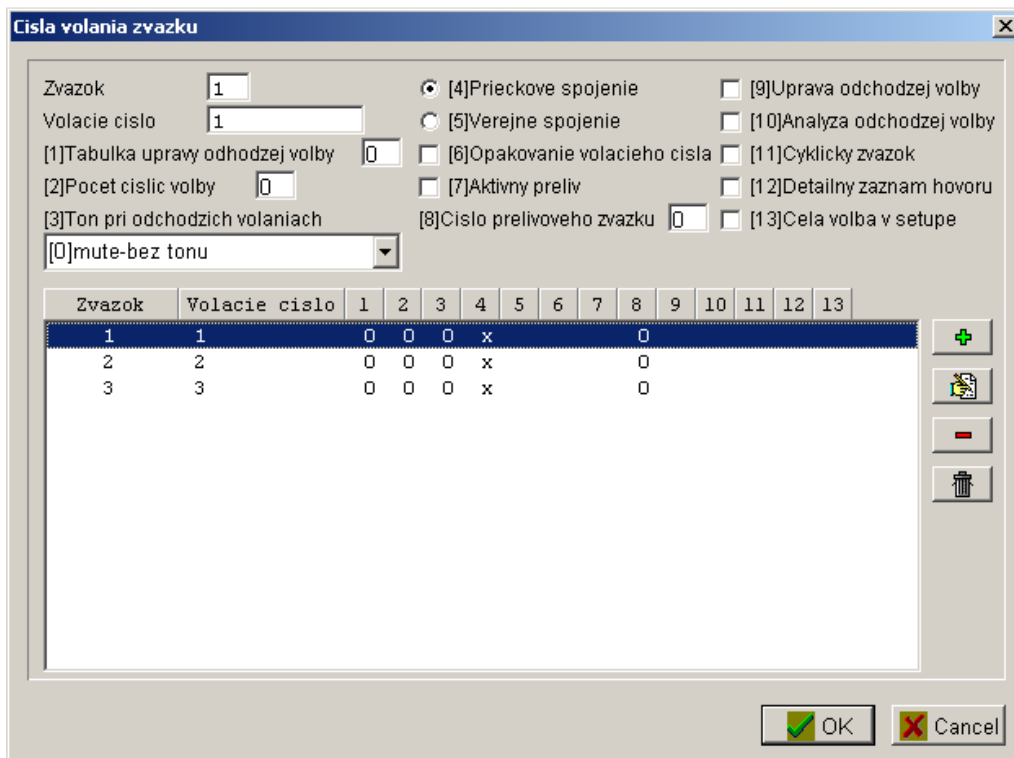 Cisla volania zvazku
Zvazok 1
Volacie cislo 1
[1]Tabulka upravy odhodzej volby 0
[2]Pocet cislic volby 0
[3]Ton pri odchodzich volaniach
[0]mute-bez tonu
[4]Prieckove spojenie
[5]Verejne spojenie
[6]Opakovanie volacieho cisla
[7]Aktivny preliv
[8]Cislo prelivoveho zvazku 0
[9]Uprava odchodzej volby
[10]Analyza odchodzej volby
[11]Cyklicky zvazok
[12]Detailny zaznam hovoru
[13]Cela volba v setupe
Zvazok Volacie cislo 1 2 3 4 5 6 7 8 9 10 11 12 13
1 1 0 0 0 x 0
2 2 0 0 0 x 0
3 3 0 0 0 x 0
OK Cancel